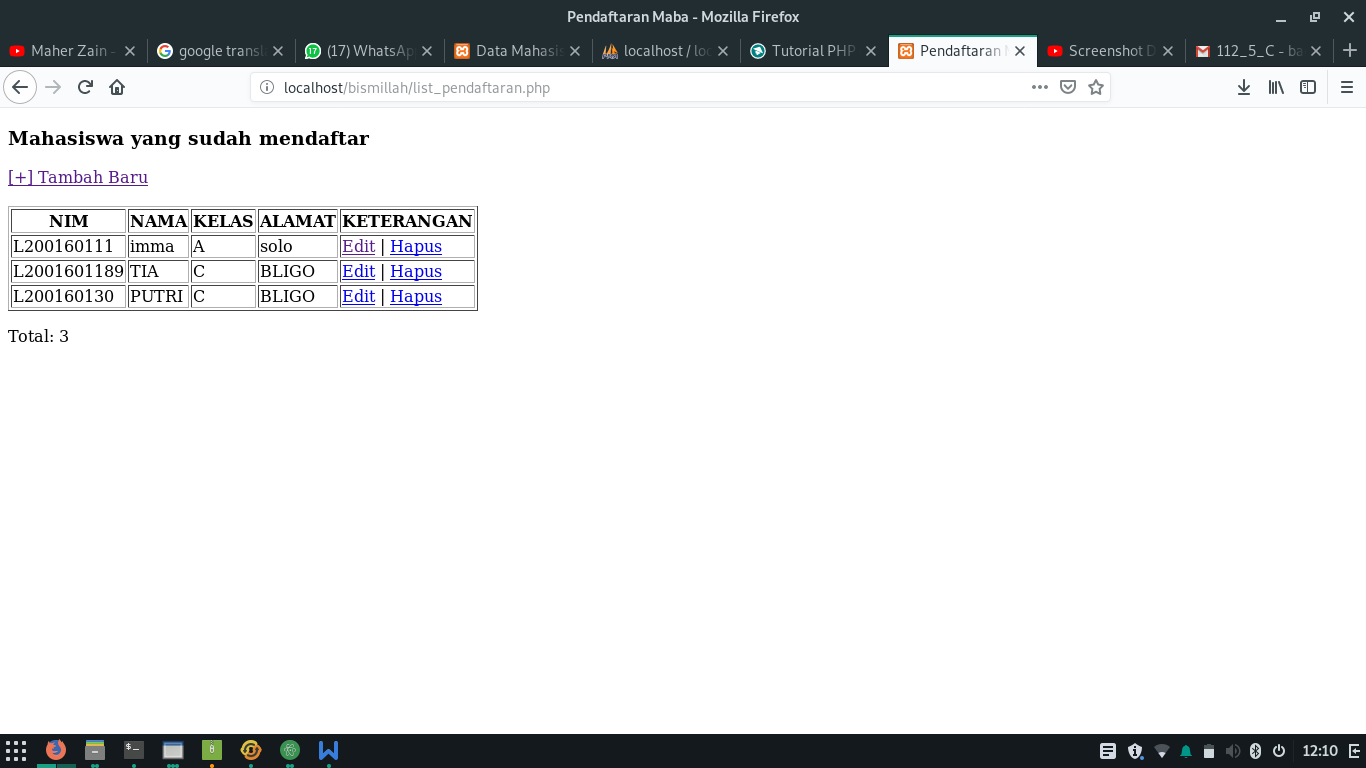 Pendaftaran Maba - Mozilla Firefox
Maher Zain - google transl (17) WhatsAp Data Mahasis localhost / loc Tutorial PHP Pendaftaran Screenshot D 112_5_C - ba
localhost/bismillah/list_pendaftaran.php
Mahasiswa yang sudah mendaftar
[+] Tambah Baru
NIM NAMA KELAS ALAMAT KETERANGAN
L200160111 imma A solo Edit | Hapus
L2001601189 TIA C BLIGO Edit | Hapus
L200160130 PUTRI C BLIGO Edit | Hapus
Total: 3
12:10